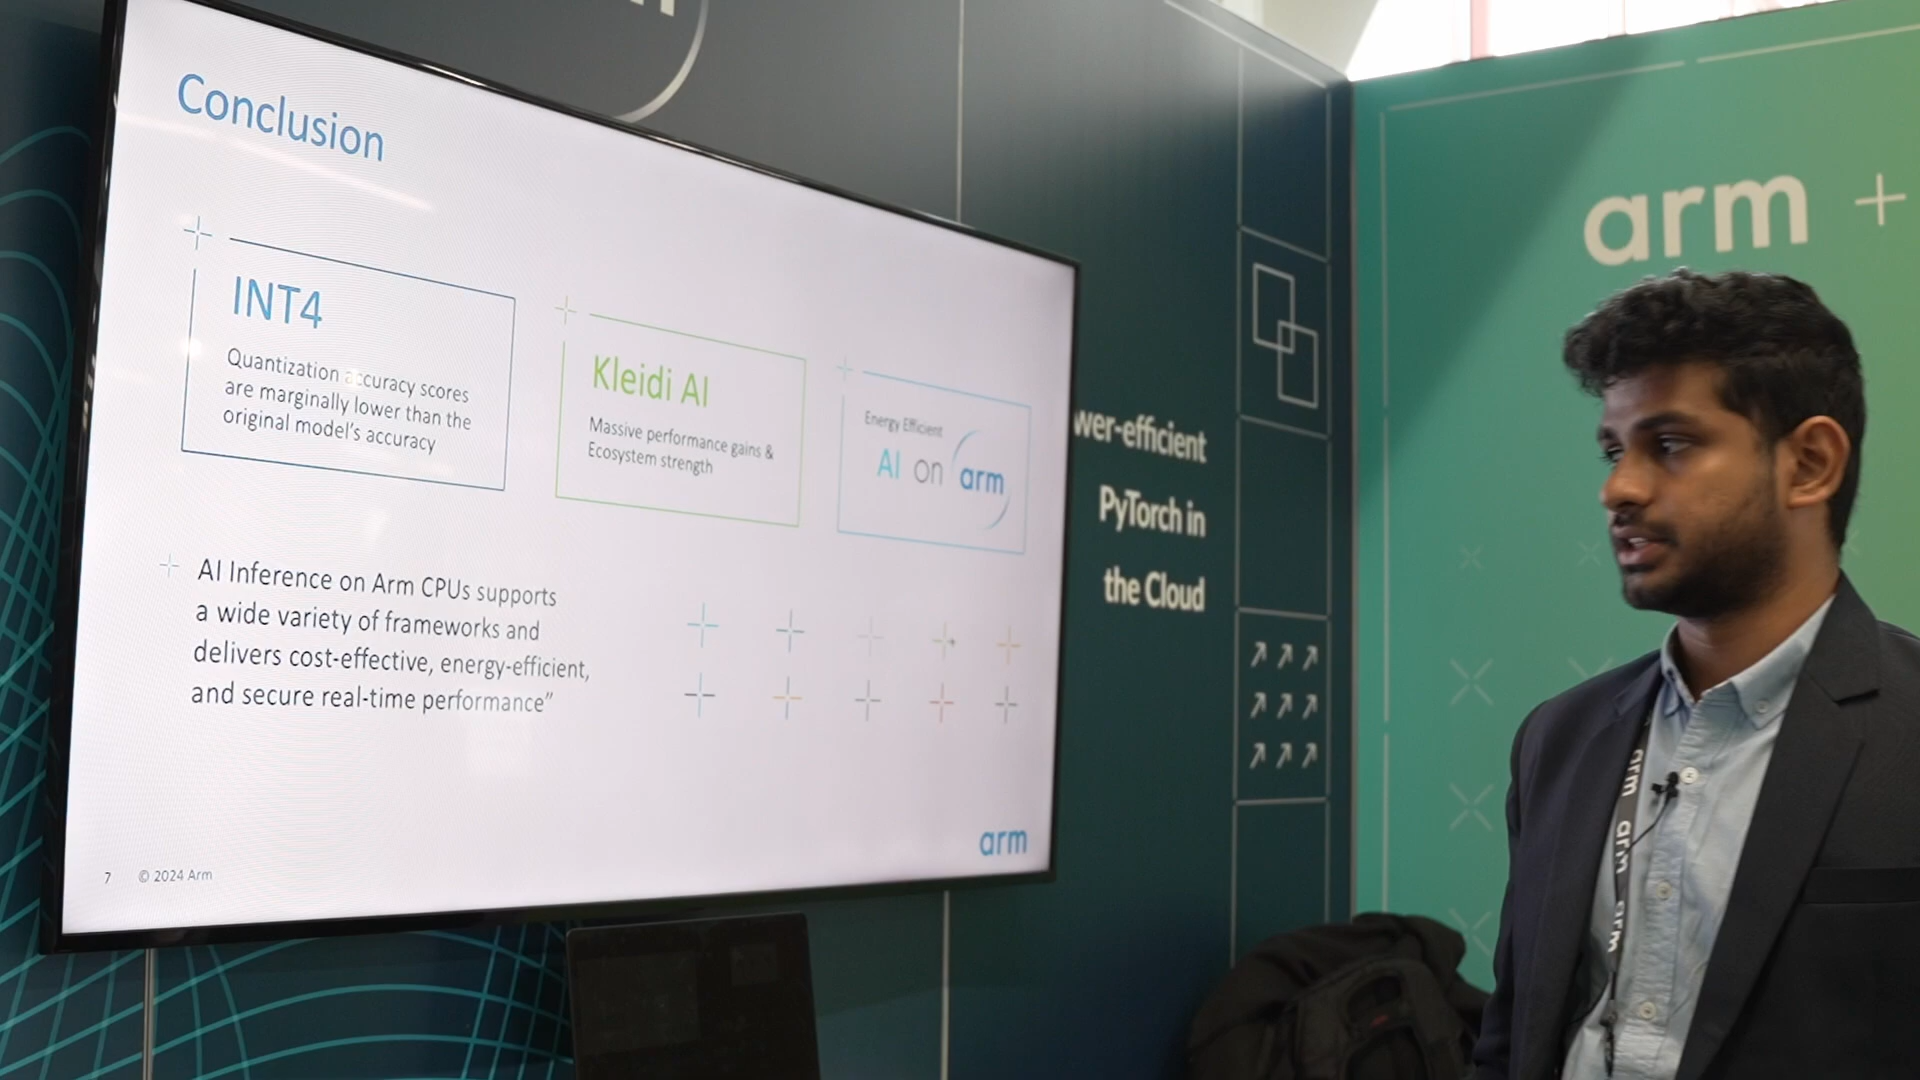 Conclusion
INT4
Quantization accuracy scores
are marginally lower than the
original model's accuracy
Kleidi AI
Massive performance gains &
Ecosystem strength
Energy Efficient
AI on arm
AI Inference on Arm CPUs supports
a wide variety of frameworks and
delivers cost-effective, energy-efficient,
and secure real-time performance”
arm
7 © 2024 Arm
wer-efficient
PyTorch in
the Cloud
arm +
arm arm arm